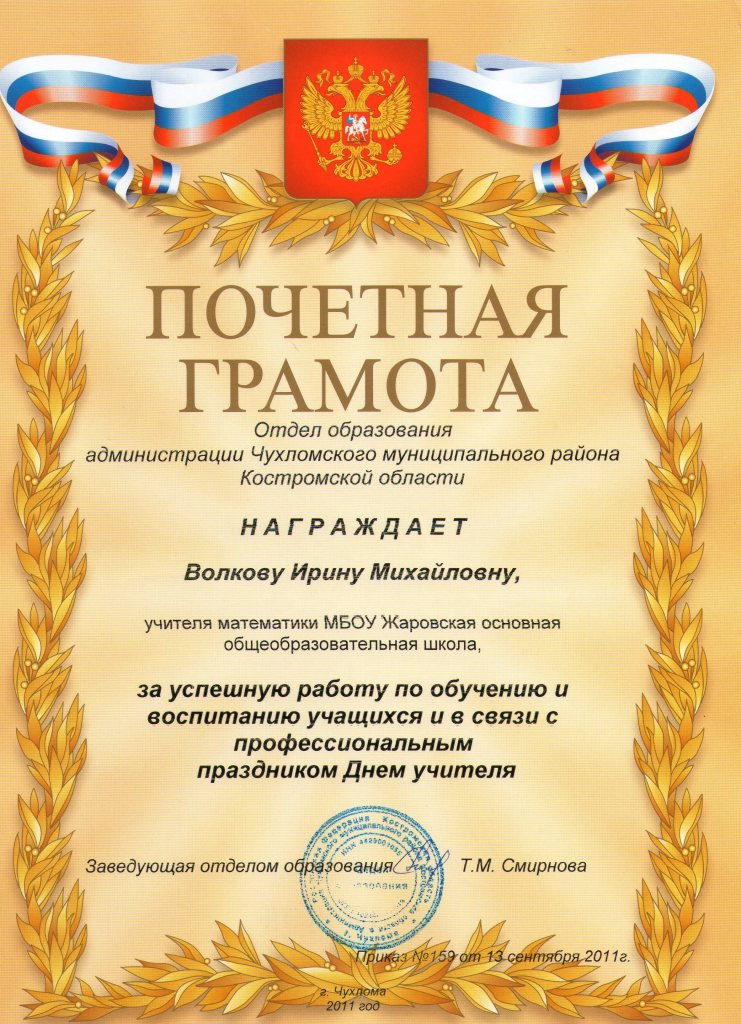 ПОЧЕТНАЯ
ГРАМОТА
Отдел образования
администрации Чухломского муниципального района
Костромской области
НАГРАЖДАЕТ
Волкову Ирину Михайловну,
учителя математики МБОУ Жаровская основная
общеобразовательная школа,
за успешную работу по обучению и
воспитанию учащихся и в связи с
профессиональным
праздником Днем учителя
Заведующая отделом образования Т.М. Смирнова
Приказ №159 от 13 сентября 2011г.
г. Чухлома
2011 год